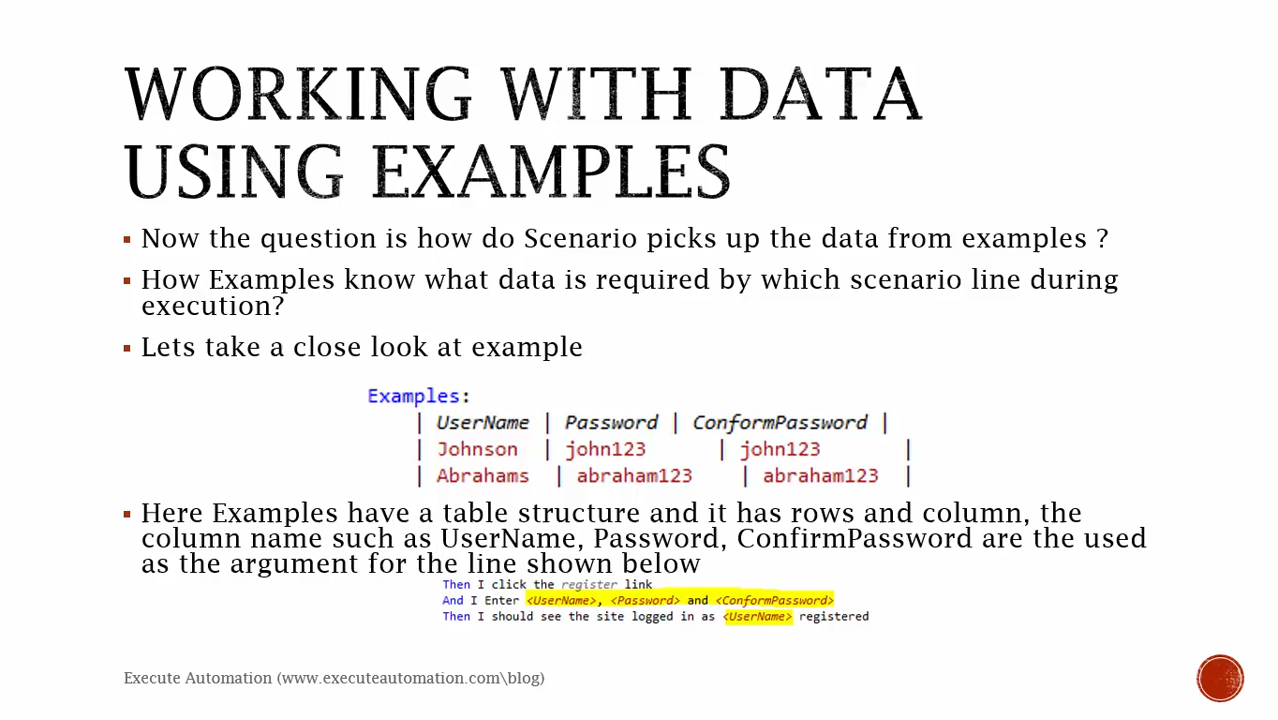 WORKING WITH DATA
USING EXAMPLES
▪ Now the question is how do Scenario picks up the data from examples ?
▪ How Examples know what data is required by which scenario line during
execution?
▪ Lets take a close look at example
Examples:
| UserName | Password | ConformPassword |
| Johnson | john123 | john123 |
| Abrahams | abraham123 | abraham123 |
▪ Here Examples have a table structure and it has rows and column, the
column name such as UserName, Password, ConfirmPassword are the used
as the argument for the line shown below
Then I click the register link
And I Enter <UserName>, <Password> and <ConformPassword>
Then I should see the site logged in as <UserName> registered
Execute Automation (www.executeautomation.com\blog)